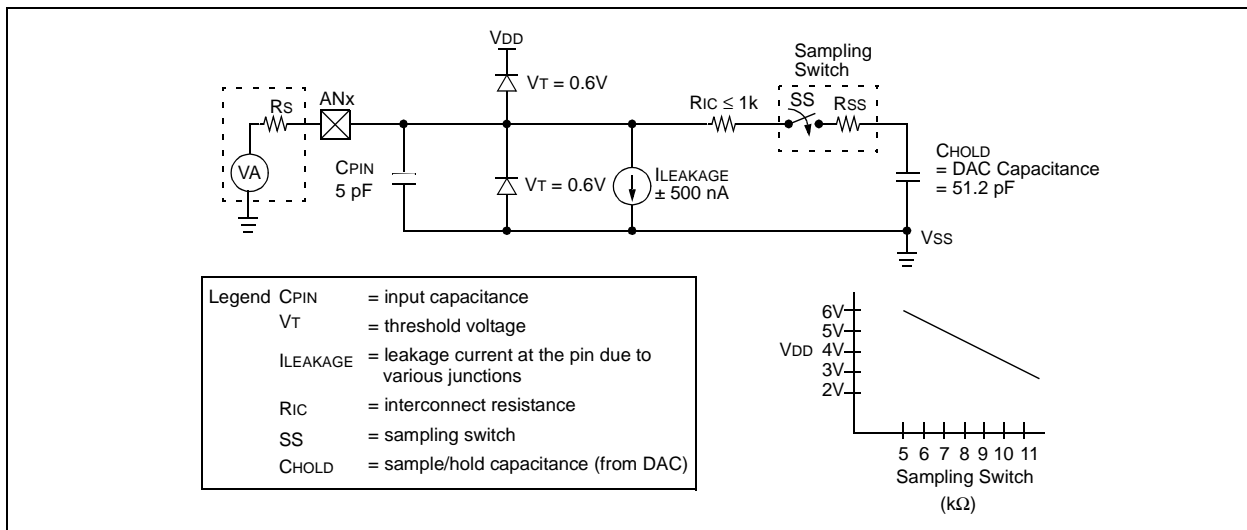 VDD
VT = 0.6V
Sampling
Switch
RS
ANx
RIC ≤ 1k
SS
RSS
VA
CPIN
5 pF
VT = 0.6V
ILEAKAGE
± 500 nA
CHOLD
= DAC Capacitance
= 51.2 pF
VSS
Legend CPIN = input capacitance
VT = threshold voltage
ILEAKAGE = leakage current at the pin due to
various junctions
RIC = interconnect resistance
SS = sampling switch
CHOLD = sample/hold capacitance (from DAC)
6V
5V
VDD 4V
3V
2V
5 6 7 8 9 10 11
Sampling Switch
(kΩ)